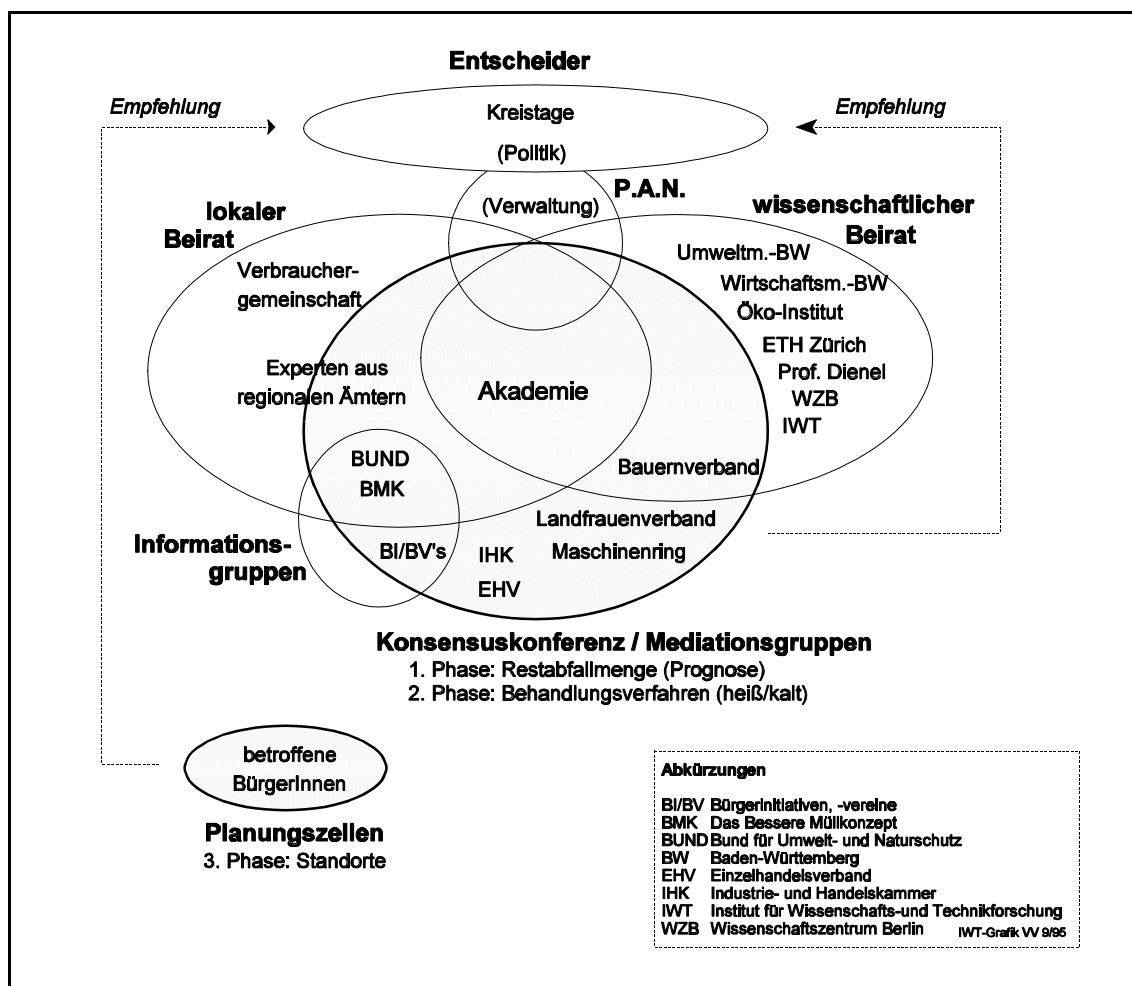 Entscheider
Empfehlung
Empfehlung
Kreistage
(Politik)
P.A.N.
(Verwaltung)
lokaler
Beirat
wissenschaftlicher
Beirat
Verbraucher-
gemeinschaft
Umweltm.-BW
Wirtschaftsm.-BW
Öko-Institut
ETH Zürich
Prof. Dienel
WZB
IWT
Experten aus
regionalen Ämtern
Akademie
BUND
BMK
Bauernverband
Landfrauenverband
Maschinenring
Informations-
gruppen
BI/BV's
IHK
EHV
Konsensuskonferenz / Mediationsgruppen
1. Phase: Restabfallmenge (Prognose)
2. Phase: Behandlungsverfahren (heiß/kalt)
betroffene
BürgerInnen
Planungszellen
3. Phase: Standorte
Abkürzungen
BI/BV Bürgerinitiativen, -vereine
BMK Das Bessere Müllkonzept
BUND Bund für Umwelt- und Naturschutz
BW Baden-Württemberg
EHV Einzelhandelsverband
IHK Industrie- und Handelskammer
IWT Institut für Wissenschafts-und Technikforschung
WZB Wissenschaftszentrum Berlin IWT-Grafik VV 9/95